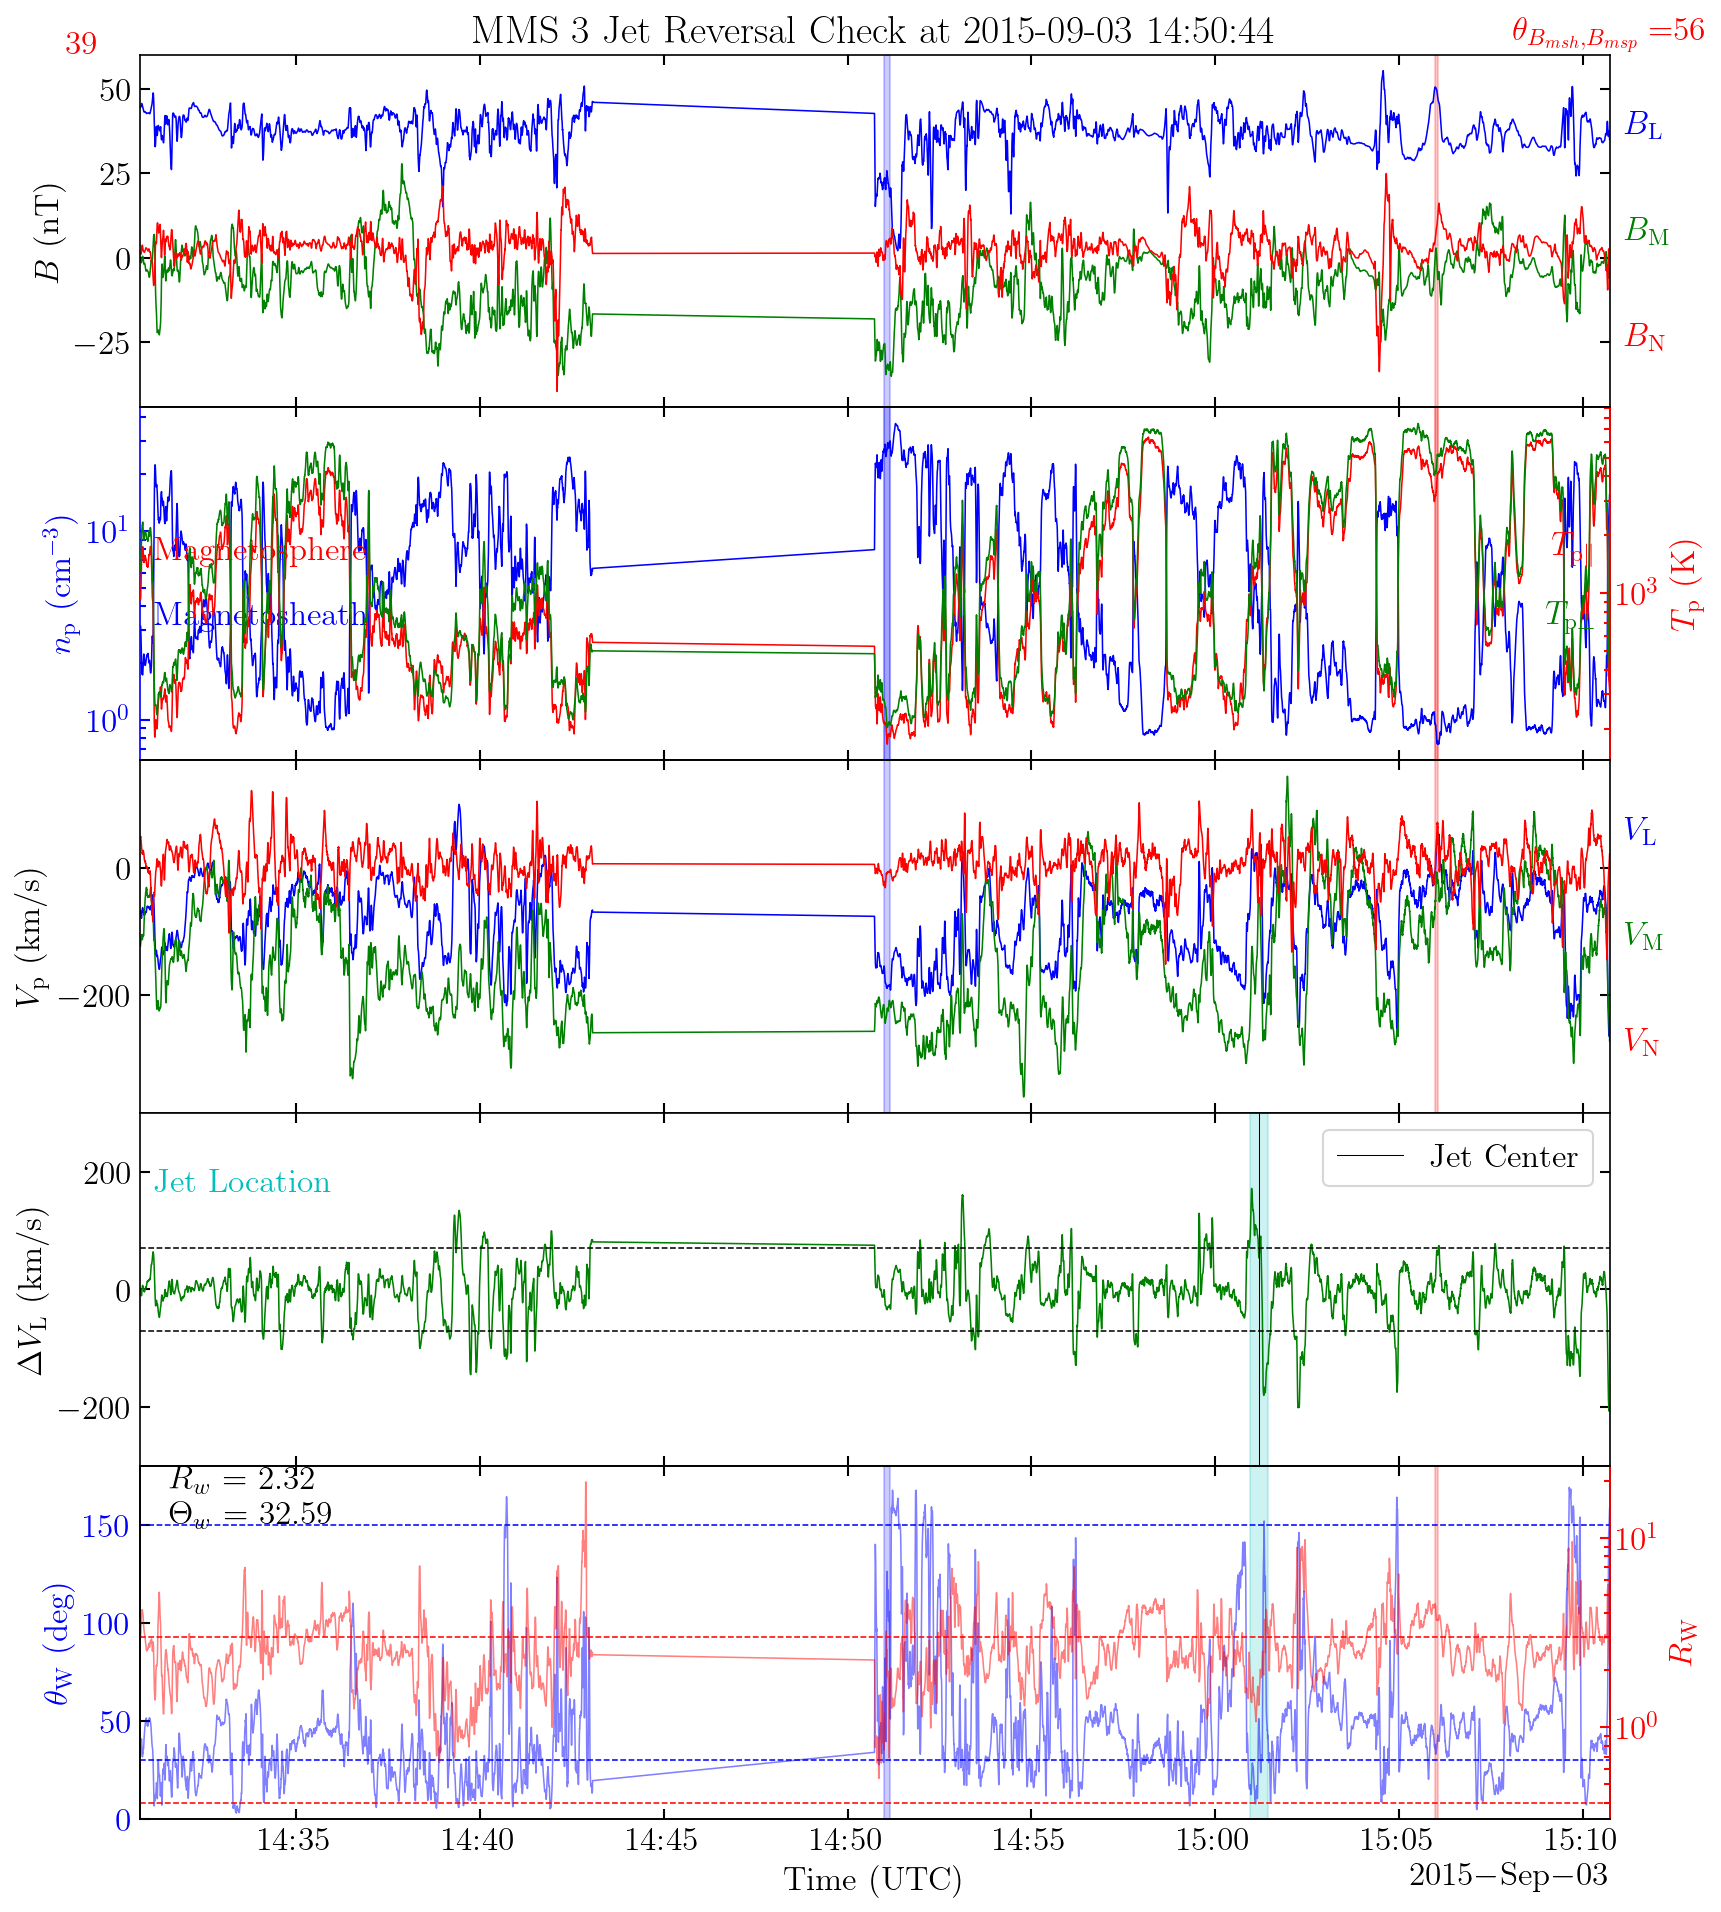 MMS 3 Jet Reversal Check at 2015-09-03 14:50:44
39
θ_{B_{msh},B_{msp}} =56
50
25
0
−25
B (nT)
B_L
B_M
B_N
10^1
10^0
n_p (cm^{−3})
Magnetosphere
Magnetosheath
T_{p∥}
T_{p⊥}
10^3
T_p (K)
0
−200
V_p (km/s)
V_L
V_M
V_N
200
0
−200
ΔV_L (km/s)
Jet Location
Jet Center
R_w = 2.32
Θ_w = 32.59
150
100
50
0
θ_W (deg)
10^1
10^0
R_W
14:35
14:40
14:45
14:50
14:55
15:00
15:05
15:10
Time (UTC)
2015−Sep−03